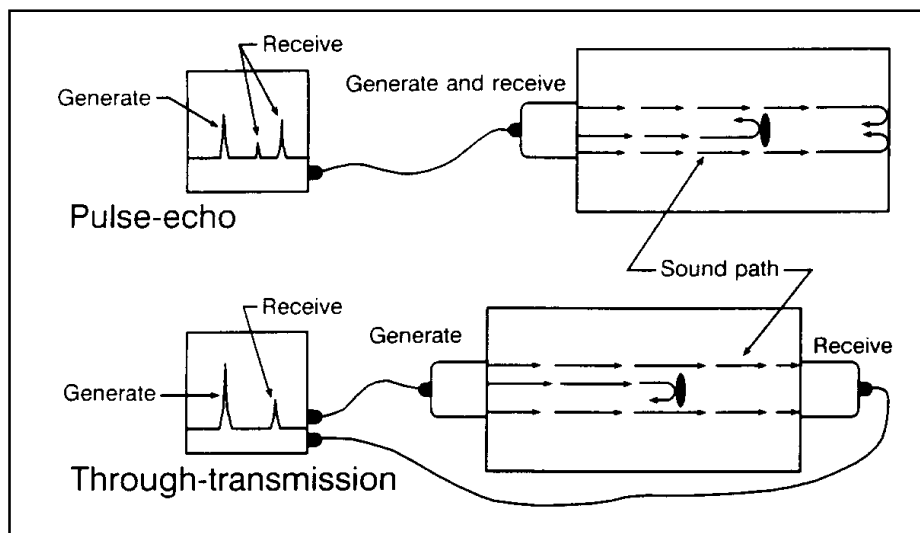 Receive
Generate
Generate and receive
Pulse-echo
Sound path
Receive
Generate
Receive
Generate
Through-transmission